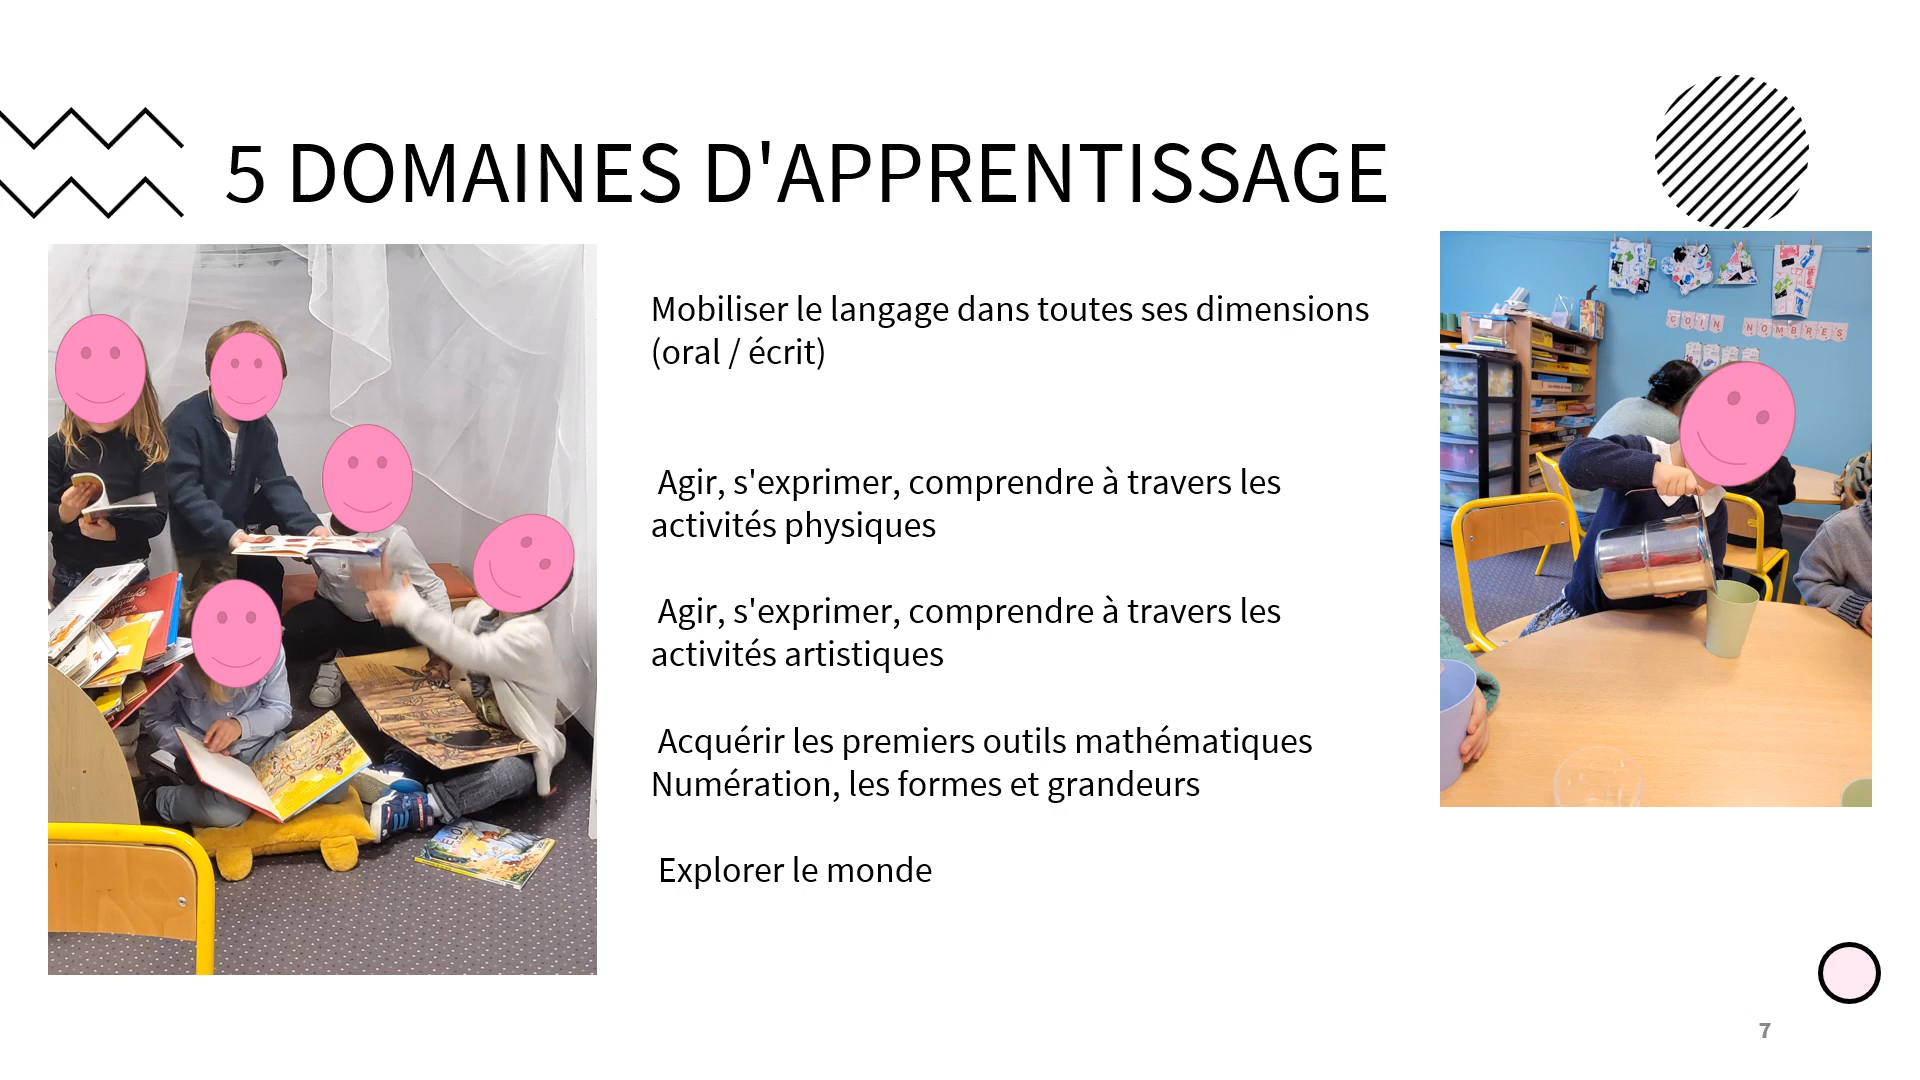 5 DOMAINES D'APPRENTISSAGE
Mobiliser le langage dans toutes ses dimensions
(oral / écrit)
Agir, s'exprimer, comprendre à travers les
activités physiques
Agir, s'exprimer, comprendre à travers les
activités artistiques
Acquérir les premiers outils mathématiques
Numération, les formes et grandeurs
Explorer le monde
COIN NOMBRES
7